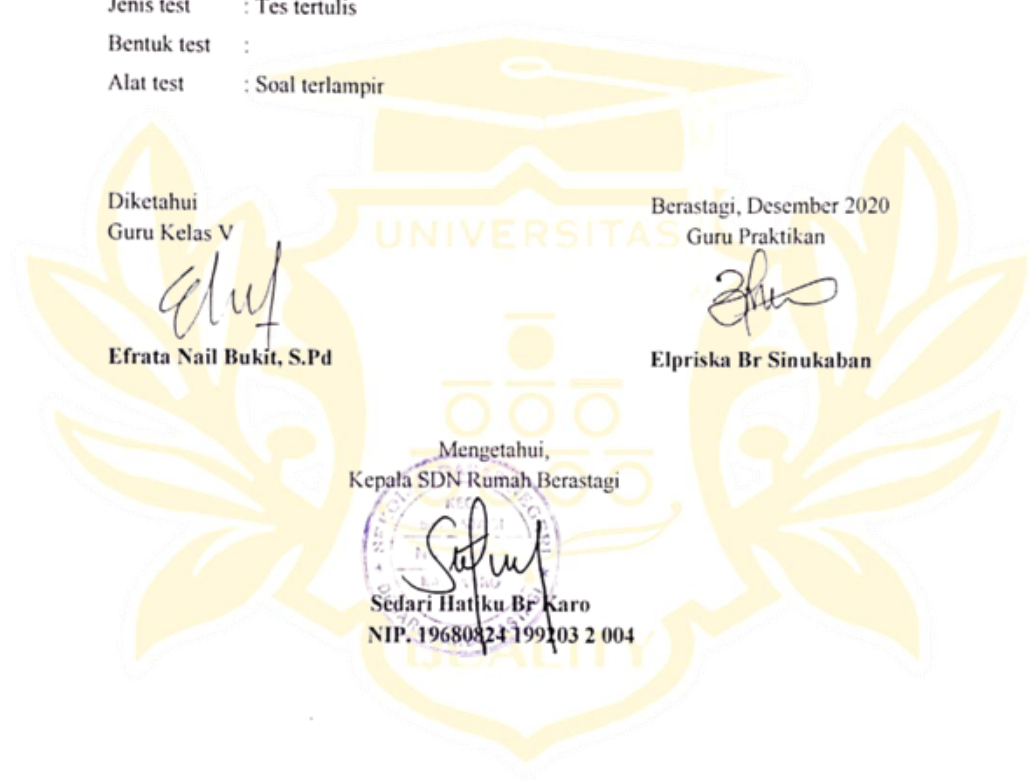 Jenis test : Tes tertulis
Bentuk test :
Alat test : Soal terlampir
Diketahui
Guru Kelas V
Berastagi, Desember 2020
Guru Praktikan
UNIVERSITAS
Efrata Nail Bukit, S.Pd
Elpriska Br Sinukaban
Mengetahui,
Kepala SDN Rumah Berastagi
Sedari Hatiku Br Karo
NIP. 19680824 199203 2 004
QUALITY